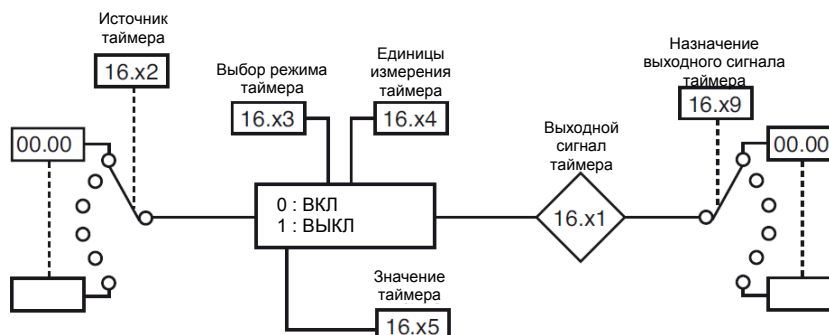 Источник
таймера
16.x2
Выбор режима
таймера
16.x3
Единицы
измерения
таймера
16.x4
Назначение
выходного сигнала
таймера
16.x9
00.00
Выходной
сигнал
таймера
00.00
0 : ВКЛ
1 : ВЫКЛ
16.x1
Значение
таймера
16.x5